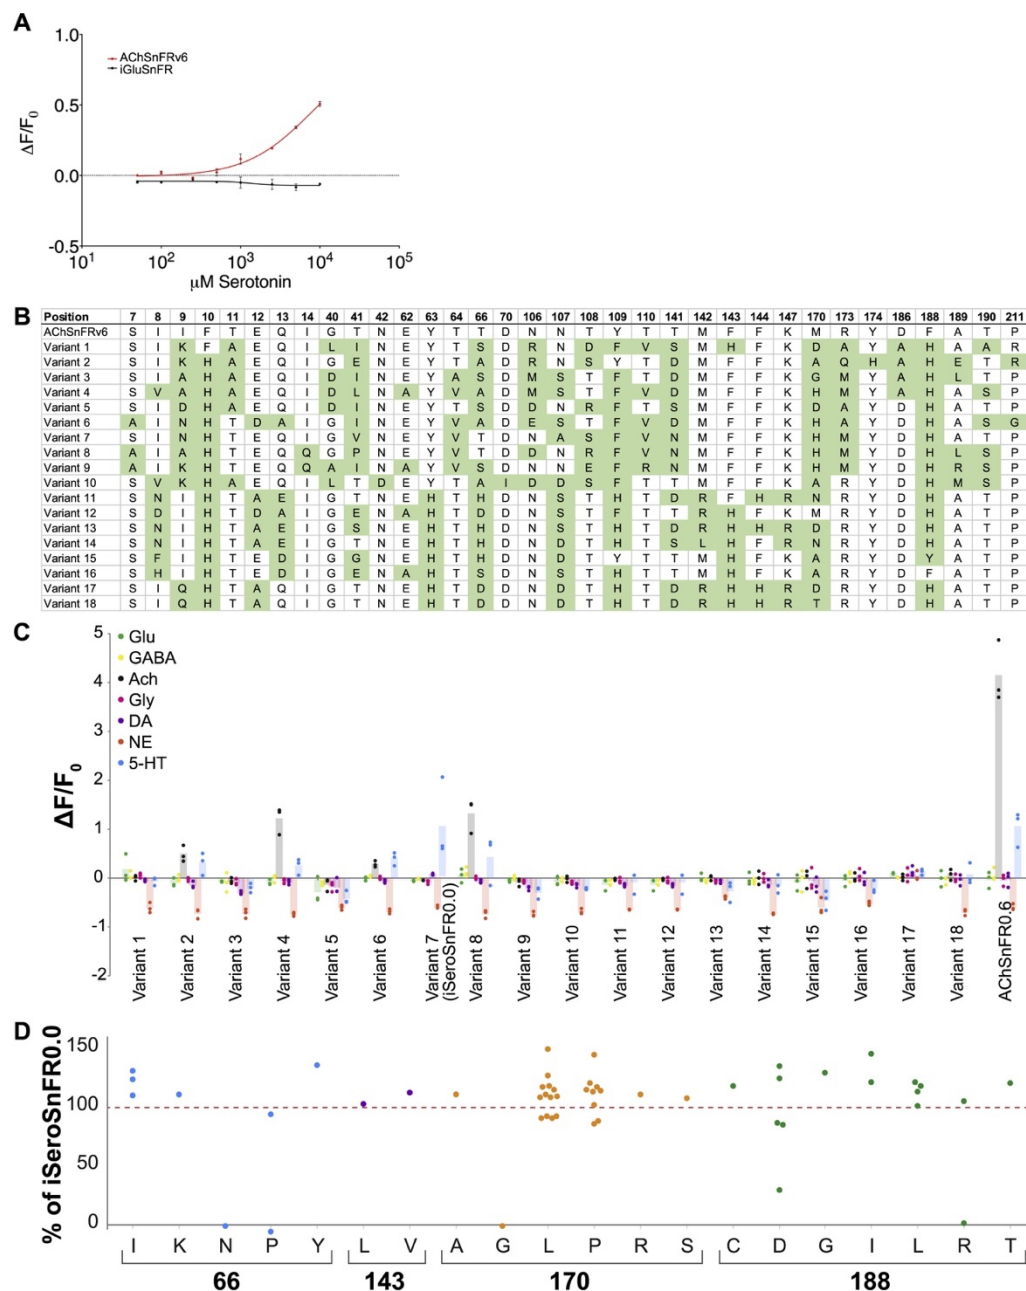 A
1.0
AChSnFRv6
iGluSnFR
0.5
ΔF/F0
0.0
-0.5
10^1 10^2 10^3 10^4 10^5
μM Serotonin
B
Position 7 8 9 10 11 12 13 14 40 41 42 62 63 64 66 70 106 107 108 109 110 141 142 143 144 147 170 173 174 186 188 189 190 211
AChSnFRv6 S I I F T E Q I G T N E Y T T D N N T Y T T M F F K M R Y D F A T P
Variant 1 S I K F A E Q I L I N E Y T S D R N D F V S M H F K D A Y A H A R R
Variant 2 S I K H A E Q I G E N E Y T A D R N S Y T D M F F K A Q H A H E T R
Variant 3 S I A H A E Q I D I N E Y A S D M S T F T D M F F K G M Y A H L T P
Variant 4 S V A H A E Q I D L N A Y V A D M S T F V D M F F K H M Y A H A S P
Variant 5 S I D H A E Q I D I N E Y T S D D N R F T S M F F K D A Y D H A T P
Variant 6 A I N H T D A I G I N E Y V A D E S T F V D M F F K H A Y D H A S G
Variant 7 S I N H T E Q I G V N E Y V T D N A S F V N M F F K H M Y D H A T P
Variant 8 A I A H T E Q Q G P N E Y V T D D N R F V N M F F K H M Y D H L S P
Variant 9 A I K H T E Q Q A I N A Y V S D N N E F R N M F F K H M Y D H R S P
Variant 10 S V K H A E Q I L T D E Y T A I D D S F T T M F F K A R Y D H M S P
Variant 11 S N I H T A E I G T N E H T H D N S T H T D R F H R N R Y D H A T P
Variant 12 S D I H T D A I G E N A H T H D N S T F T T R H F K M R Y D H A T P
Variant 13 S N I H T A E I G S N E H T H D N S T H T D R H H R D R Y D H A T P
Variant 14 S N I H T A E I G T N E H T H D N D T H T S L H F R N R Y D H A T P
Variant 15 S F I H T E D I G G N E H T H D N D T Y T T M H F K A R Y D Y A T P
Variant 16 S H I H T E D I G E N A H T S D N S T H T T M H F K A R Y D F A T P
Variant 17 S I Q H T A Q I G T N E H T D D N D T H T D R H H R D R Y D H A T P
Variant 18 S I Q H T A Q I G T N E H T D D N D T H T D R H H R T R Y D H A T P
C
5
Glu
GABA
4
Ach
Gly
3
DA
NE
5-HT
2
ΔF/F0
1
0
-1
-2
Variant 1
Variant 2
Variant 3
Variant 4
Variant 5
Variant 6
Variant 7
(iSeroSnFR0.0)
Variant 8
Variant 9
Variant 10
Variant 11
Variant 12
Variant 13
Variant 14
Variant 15
Variant 16
Variant 17
Variant 18
AChSnFR0.6
D
% of iSeroSnFR0.0
150
100
50
0
I K N P Y L V A G L P R S C D G I L R T
66 143 170 188